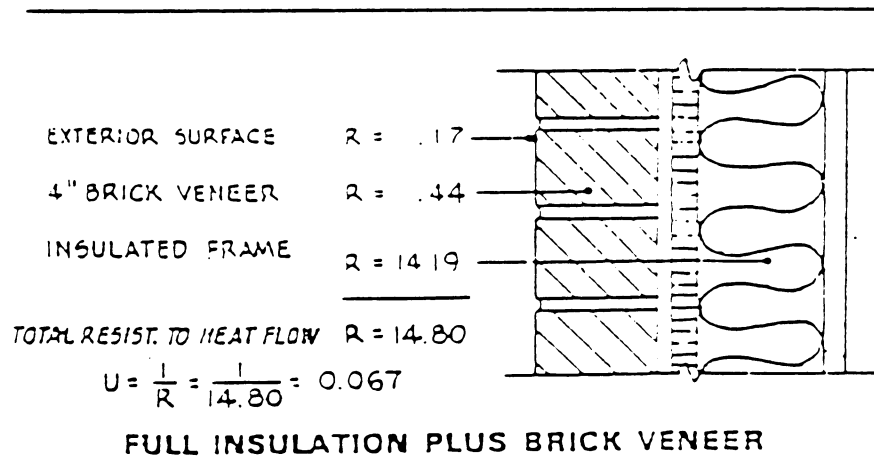 EXTERIOR SURFACE R = .17
4" BRICK VENEER R = .44
INSULATED FRAME R = 14 19
TOTAL RESIST. TO HEAT FLOW R = 14.80
U = 1/R = 1/14.80 = 0.067
FULL INSULATION PLUS BRICK VENEER